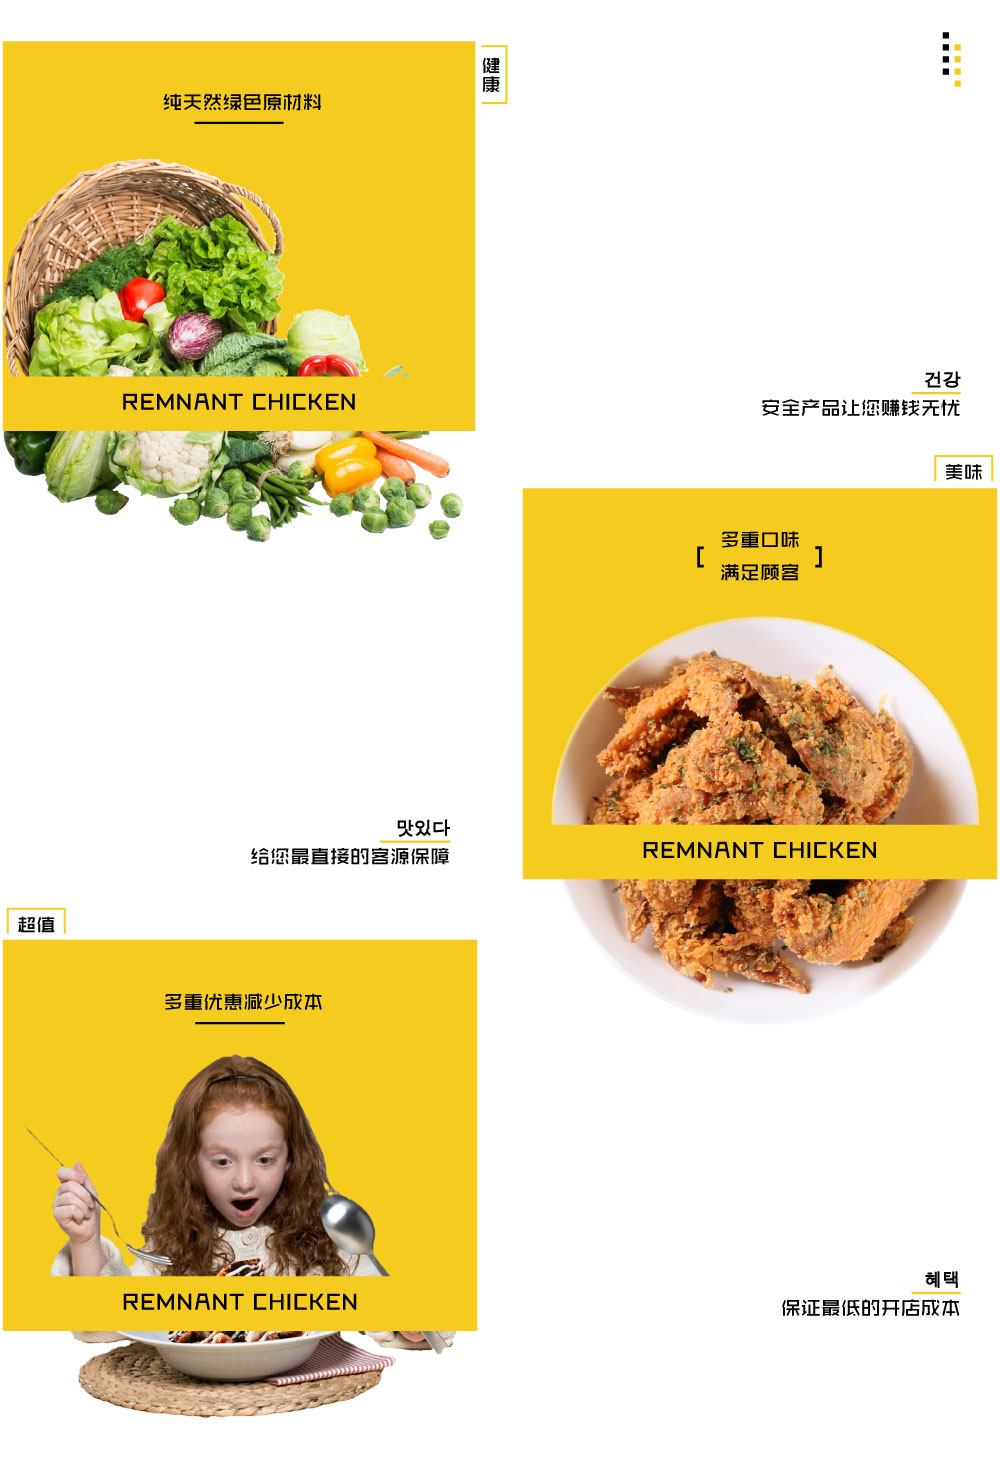 健康
纯天然绿色原材料
REMNANT CHICKEN
건강
安全产品让您赚钱无忧
美味
[ 多重口味
满足顾客 ]
REMNANT CHICKEN
맛있다
给您最直接的客源保障
超值
多重优惠减少成本
REMNANT CHICKEN
혜택
保证最低的开店成本